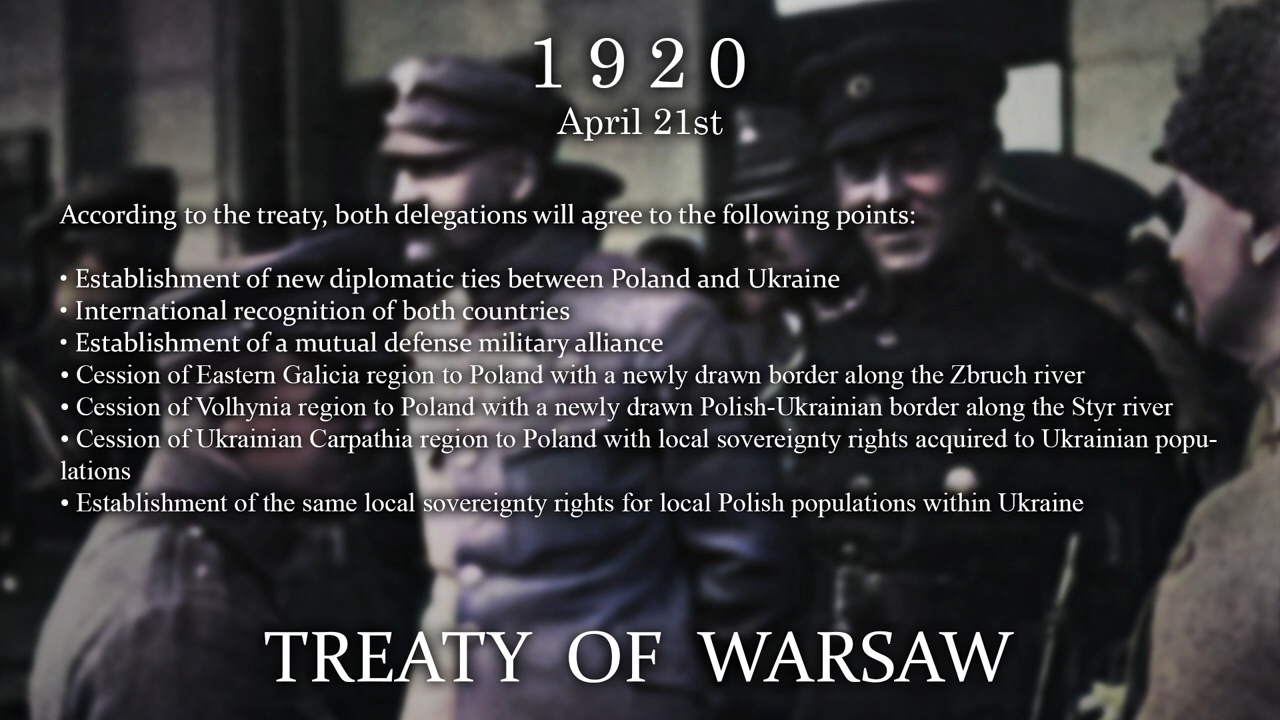 1920
April 21st
According to the treaty, both delegations will agree to the following points:
• Establishment of new diplomatic ties between Poland and Ukraine
• International recognition of both countries
• Establishment of a mutual defense military alliance
• Cession of Eastern Galicia region to Poland with a newly drawn border along the Zbruch river
• Cession of Volhynia region to Poland with a newly drawn Polish-Ukrainian border along the Styr river
• Cession of Ukrainian Carpathia region to Poland with local sovereignty rights acquired to Ukrainian popu-
lations
• Establishment of the same local sovereignty rights for local Polish populations within Ukraine
TREATY OF WARSAW